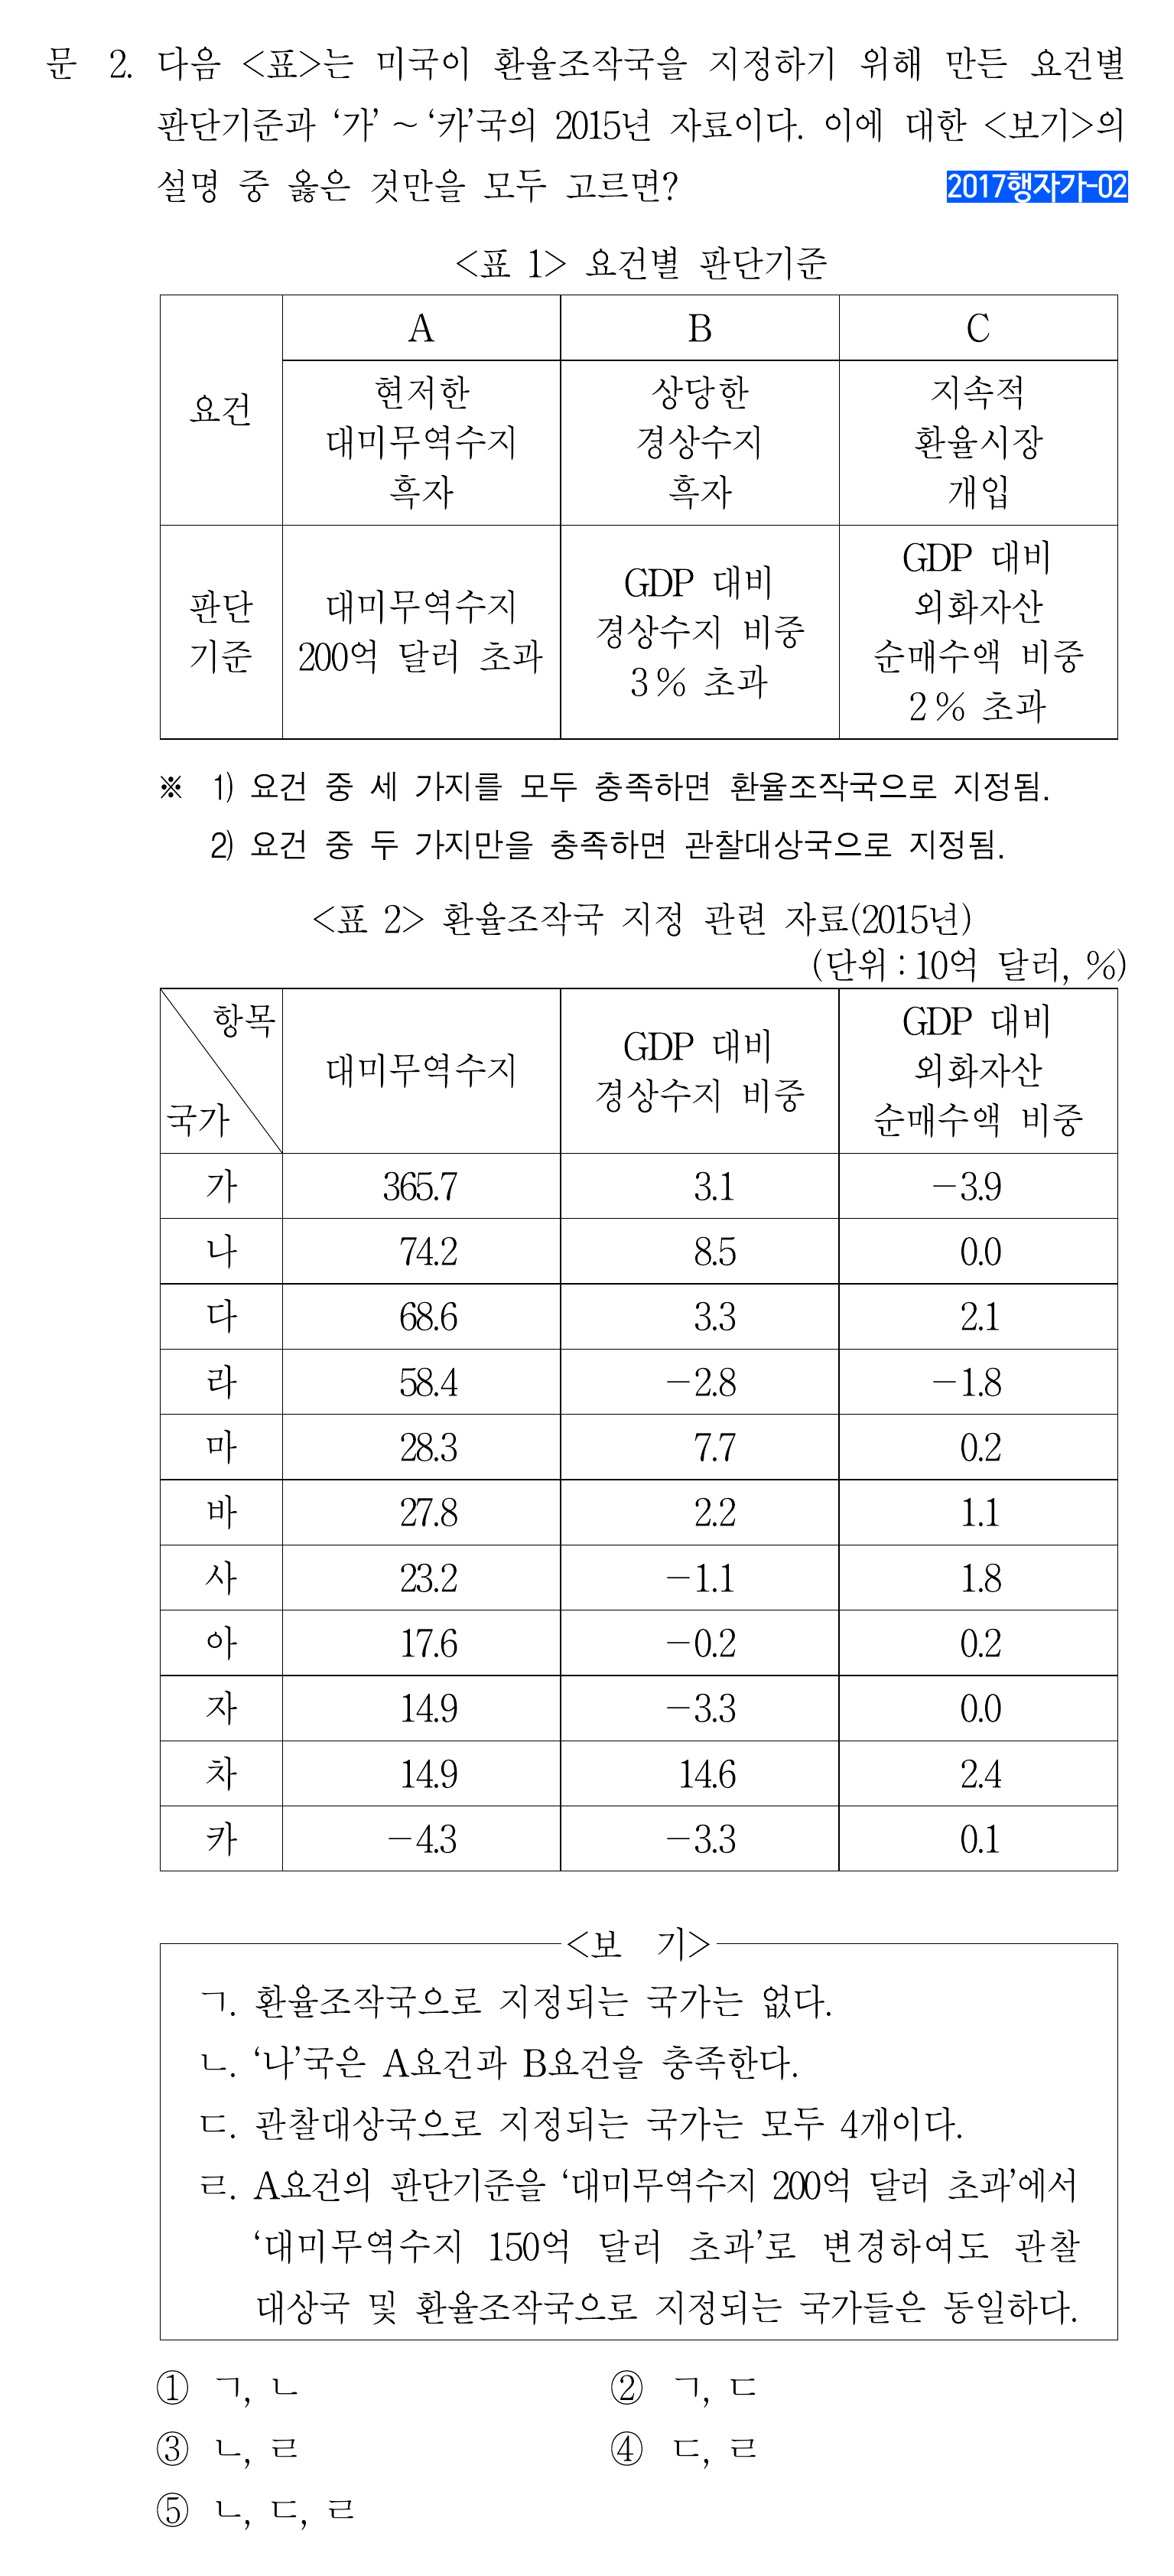 문 2. 다음 <표>는 미국이 환율조작국을 지정하기 위해 만든 요건별
판단기준과 ‘가’ ~ ‘카’국의 2015년 자료이다. 이에 대한 <보기>의
설명 중 옳은 것만을 모두 고르면? 2017행자가-02
<표 1> 요건별 판단기준
요건 A B C
현저한 대미무역수지 흑자 상당한 경상수지 흑자 지속적 환율시장 개입
판단기준 대미무역수지 200억 달러 초과 GDP 대비 경상수지 비중 3% 초과 GDP 대비 외화자산 순매수액 비중 2% 초과
※ 1) 요건 중 세 가지를 모두 충족하면 환율조작국으로 지정됨.
2) 요건 중 두 가지만을 충족하면 관찰대상국으로 지정됨.
<표 2> 환율조작국 지정 관련 자료(2015년)
(단위 : 10억 달러, %)
항목 국가 대미무역수지 GDP 대비 경상수지 비중 GDP 대비 외화자산 순매수액 비중
가 365.7 3.1 -3.9
나 74.2 8.5 0.0
다 68.6 3.3 2.1
라 58.4 -2.8 -1.8
마 28.3 7.7 0.2
바 27.8 2.2 1.1
사 23.2 -1.1 1.8
아 17.6 -0.2 0.2
자 14.9 -3.3 0.0
차 14.9 14.6 2.4
카 -4.3 -3.3 0.1
<보 기>
ㄱ. 환율조작국으로 지정되는 국가는 없다.
ㄴ. ‘나’국은 A요건과 B요건을 충족한다.
ㄷ. 관찰대상국으로 지정되는 국가는 모두 4개이다.
ㄹ. A요건의 판단기준을 ‘대미무역수지 200억 달러 초과’에서
‘대미무역수지 150억 달러 초과’로 변경하여도 관찰
대상국 및 환율조작국으로 지정되는 국가들은 동일하다.
① ㄱ, ㄴ ② ㄱ, ㄷ
③ ㄴ, ㄹ ④ ㄷ, ㄹ
⑤ ㄴ, ㄷ, ㄹ